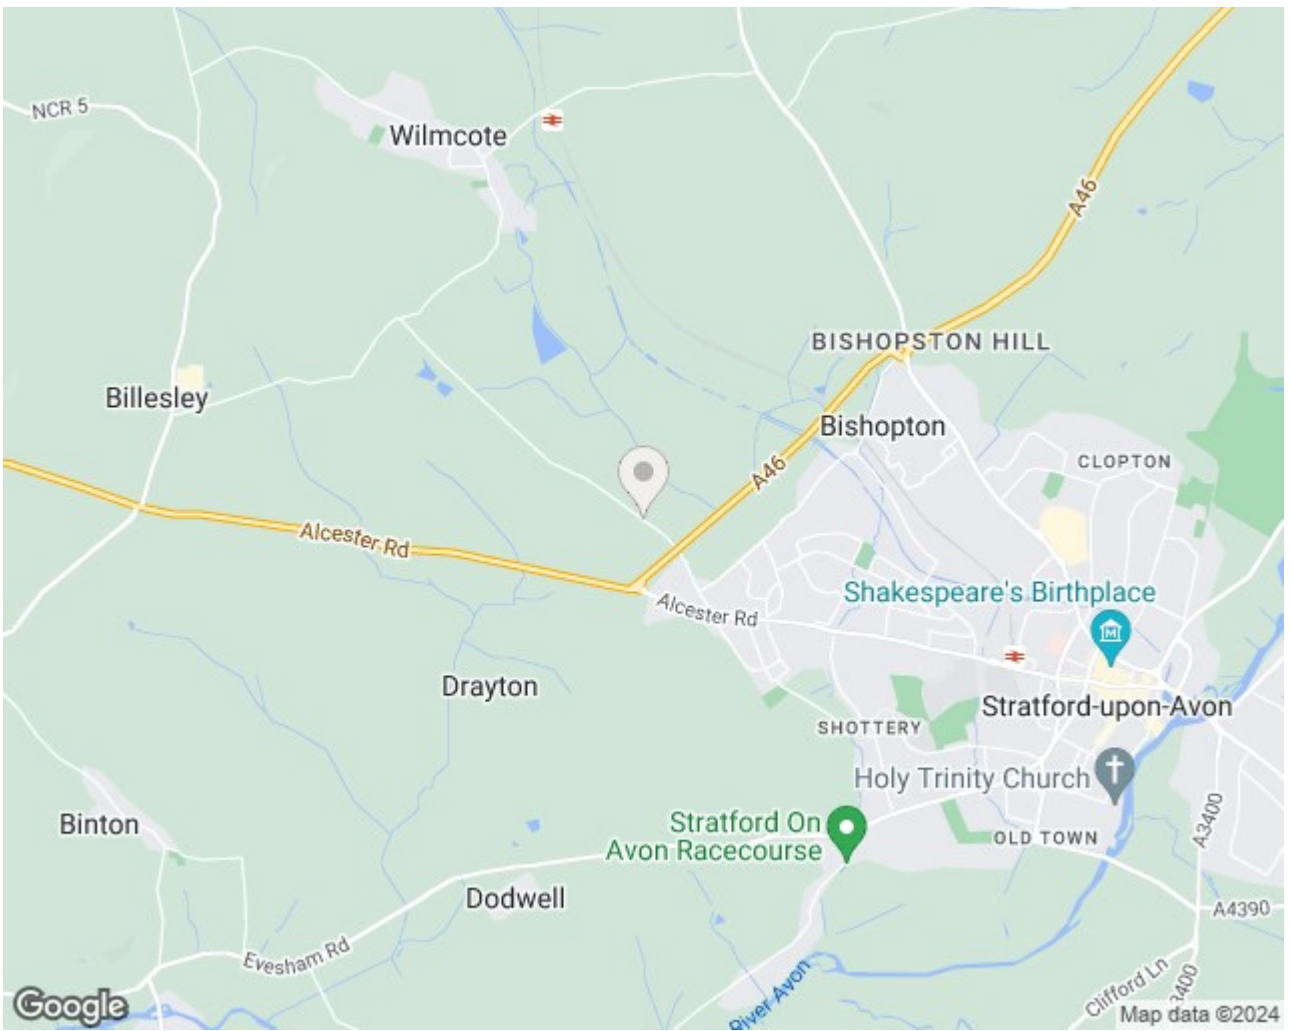 NCR 5
Wilmcote
A46
BISHOPSTON HILL
Billesley
Bishopton
CLOPTON
A46
Alcester Rd
Shakespeare's Birthplace
Alcester Rd
Drayton
Stratford-upon-Avon
SHOTTERY
Holy Trinity Church
Binton
Stratford On
Avon Racecourse
OLD TOWN
A3400
Dodwell
A4390
Evesham Rd
River Avon
Clifford Ln
3400
Google
Map data ©2024